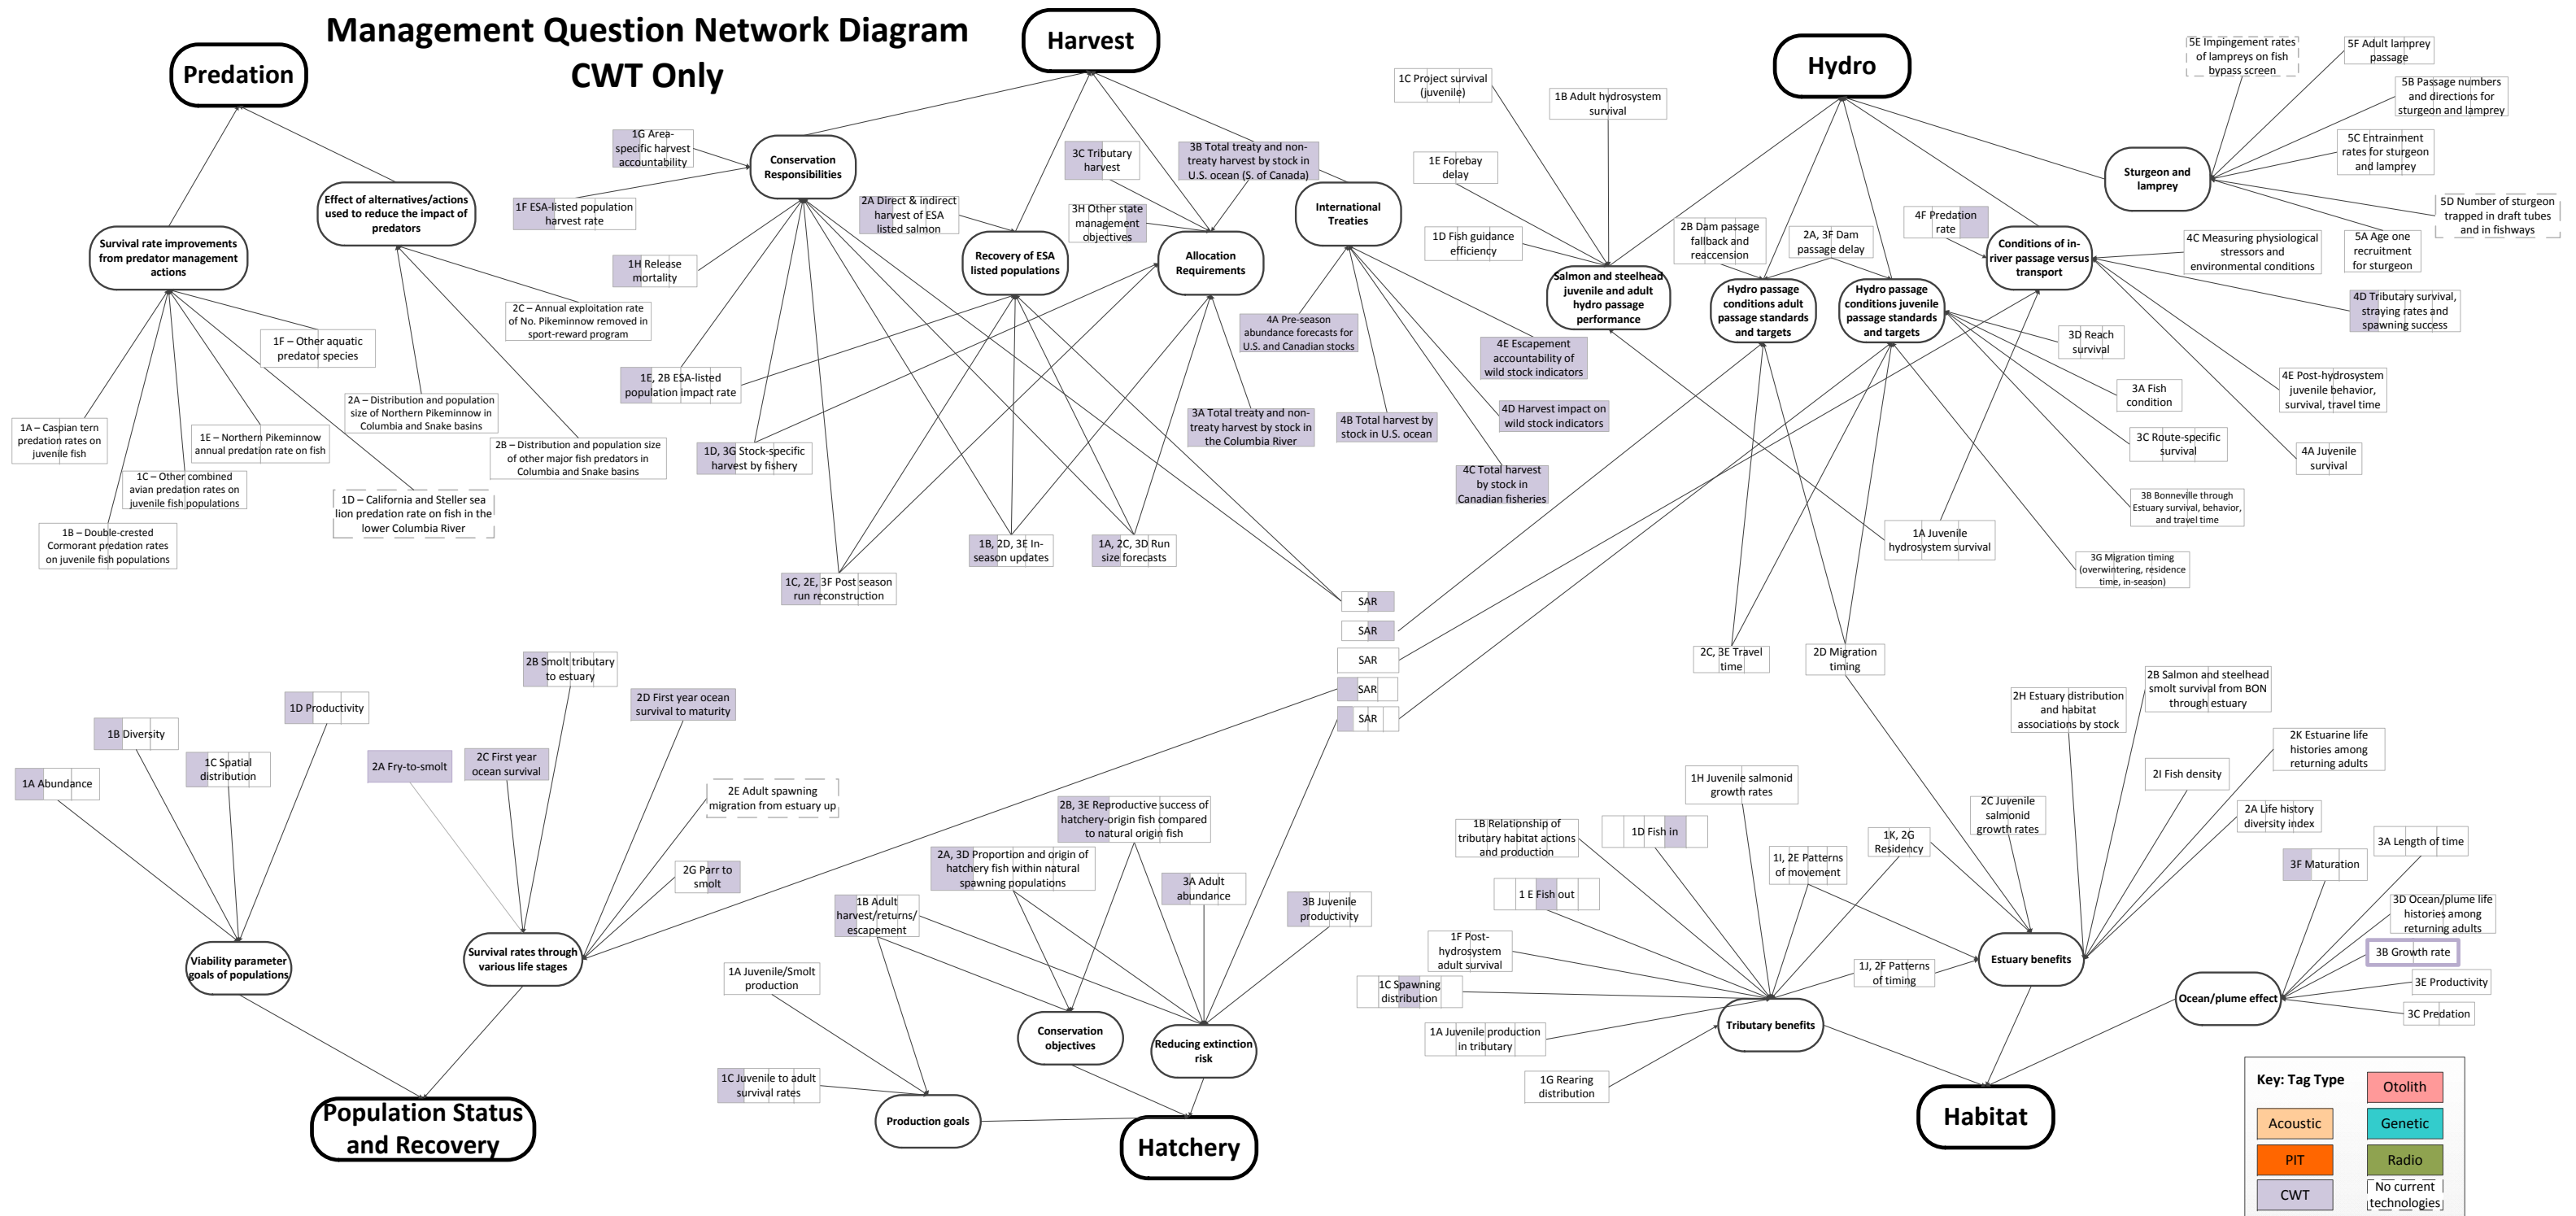 Management Question Network Diagram
CWT Only
Predation
Harvest
Hydro
Survival rate improvements
from predator management
actions
Effect of alternatives/actions
used to reduce the impact of
predators
1A – Caspian tern
predation rates on
juvenile fish
1B – Double-crested
Cormorant predation rates
on juvenile fish populations
1C – Other combined
avian predation rates on
juvenile fish populations
1E – Northern Pikeminnow
annual predation rate on fish
1F – Other aquatic
predator species
1D – California and Steller sea
lion predation rate on fish in the
lower Columbia River
2A – Distribution and population
size of Northern Pikeminnow in
Columbia and Snake basins
2C – Annual exploitation rate
of No. Pikeminnow removed in
sport-reward program
2B – Distribution and population size
of other major fish predators in
Columbia and Snake basins
1G Area-
specific harvest
accountability
1F ESA-listed population
harvest rate
1H Release
mortality
Conservation
Responsibilities
1E, 2B ESA-listed
population impact rate
1D, 3G Stock-specific
harvest by fishery
1C, 2E, 3F Post season
run reconstruction
2A Direct & indirect
harvest of ESA
listed salmon
Recovery of ESA
listed populations
3C Tributary
harvest
3H Other state
management
objectives
3B Total treaty and non-
treaty harvest by stock in
U.S. ocean (S. of Canada)
Allocation
Requirements
1B, 2D, 3E In-
season updates
1A, 2C, 3D Run
size forecasts
3A Total treaty and non-
treaty harvest by stock in
the Columbia River
International
Treaties
4A Pre-season
abundance forecasts for
U.S. and Canadian stocks
4B Total harvest by
stock in U.S. ocean
4E Escapement
accountability of
wild stock indicators
4D Harvest impact on
wild stock indicators
4C Total harvest
by stock in
Canadian fisheries
1C Project survival
(juvenile)
1B Adult hydrosystem
survival
1E Forebay
delay
1D Fish guidance
efficiency
Salmon and steelhead
juvenile and adult
hydro passage
performance
2B Dam passage
fallback and
reaccension
2A, 3F Dam
passage delay
Hydro passage
conditions adult
passage standards
and targets
Hydro passage
conditions juvenile
passage standards
and targets
4F Predation
rate
Conditions of in-
river passage versus
transport
Sturgeon and
lamprey
5E Impingement rates
of lampreys on fish
bypass screen
5F Adult lamprey
passage
5B Passage numbers
and directions for
sturgeon and lamprey
5C Entrainment
rates for sturgeon
and lamprey
5D Number of sturgeon
trapped in draft tubes
and in fishways
5A Age one
recruitment
for sturgeon
4C Measuring physiological
stressors and
environmental conditions
4D Tributary survival,
straying rates and
spawning success
4E Post-hydrosystem
juvenile behavior,
survival, travel time
4A Juvenile
survival
3D Reach
survival
3A Fish
condition
3C Route-specific
survival
3B Bonneville through
Estuary survival, behavior,
and travel time
3G Migration timing
(overwintering, residence
time, in-season)
1A Juvenile
hydrosystem survival
2C, 3E Travel
time
2D Migration
timing
SAR
SAR
SAR
SAR
SAR
1A Abundance
1B Diversity
1C Spatial
distribution
1D Productivity
Viability parameter
goals of populations
2A Fry-to-smolt
2C First year
ocean survival
2B Smolt tributary
to estuary
2D First year ocean
survival to maturity
2E Adult spawning
migration from estuary up
2G Parr to
smolt
Survival rates through
various life stages
Population Status
and Recovery
1A Juvenile/Smolt
production
1B Adult
harvest/returns/
escapement
1C Juvenile to adult
survival rates
Production goals
2A, 3D Proportion and origin of
hatchery fish within natural
spawning populations
2B, 3E Reproductive success of
hatchery-origin fish compared
to natural origin fish
3A Adult
abundance
3B Juvenile
productivity
Conservation
objectives
Reducing extinction
risk
Hatchery
1B Relationship of
tributary habitat actions
and production
1D Fish in
1H Juvenile salmonid
growth rates
1 E Fish out
1I, 2E Patterns
of movement
1K, 2G
Residency
1F Post-
hydrosystem
adult survival
1C Spawning
distribution
1A Juvenile production
in tributary
1G Rearing
distribution
1J, 2F Patterns
of timing
Tributary benefits
2C Juvenile
salmonid
growth rates
2H Estuary distribution
and habitat
associations by stock
2B Salmon and steelhead
smolt survival from BON
through estuary
2K Estuarine life
histories among
returning adults
2I Fish density
2A Life history
diversity index
Estuary benefits
3F Maturation
3A Length of time
3D Ocean/plume life
histories among
returning adults
3B Growth rate
3E Productivity
3C Predation
Ocean/plume effect
Habitat
Key: Tag Type
Otolith
Acoustic
Genetic
PIT
Radio
CWT
No current
technologies